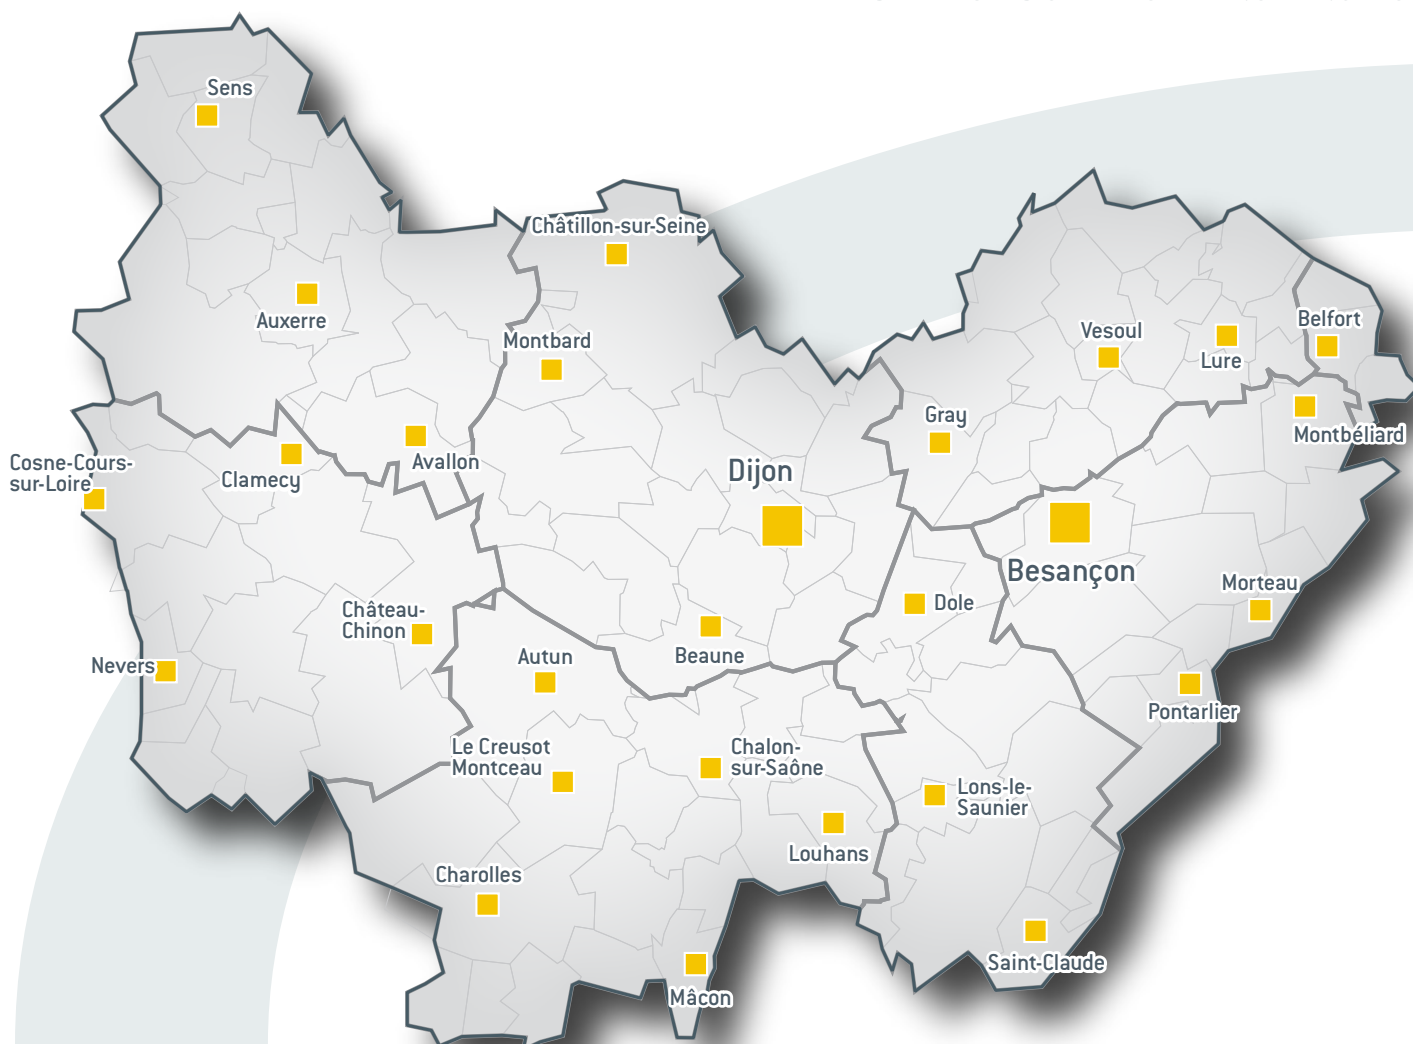 Sens
Châtillon-sur-Seine
Auxerre
Belfort
Vesoul
Montbard
Lure
Gray
Montbéliard
Avallon
Cosne-Cours-
sur-Loire
Clamecy
Dijon
Besançon
Morteau
Dole
Château-
Chinon
Beaune
Autun
Nevers
Pontarlier
Le Creusot
Montceau
Chalon-
sur-Saône
Lons-le-
Saunier
Louhans
Charolles
Saint-Claude
Mâcon